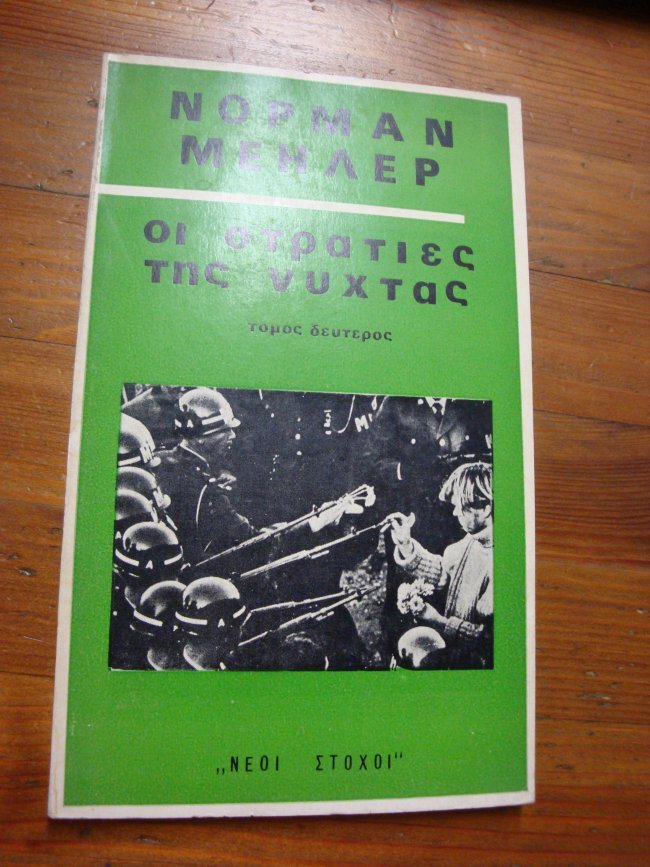 ΝΟΡΜΑΝ
ΜΕΗΛΕΡ
οι στρατιες
της νυχτας
τομος δευτερος
„ΝΕΟΙ ΣΤΟΧΟΙ“